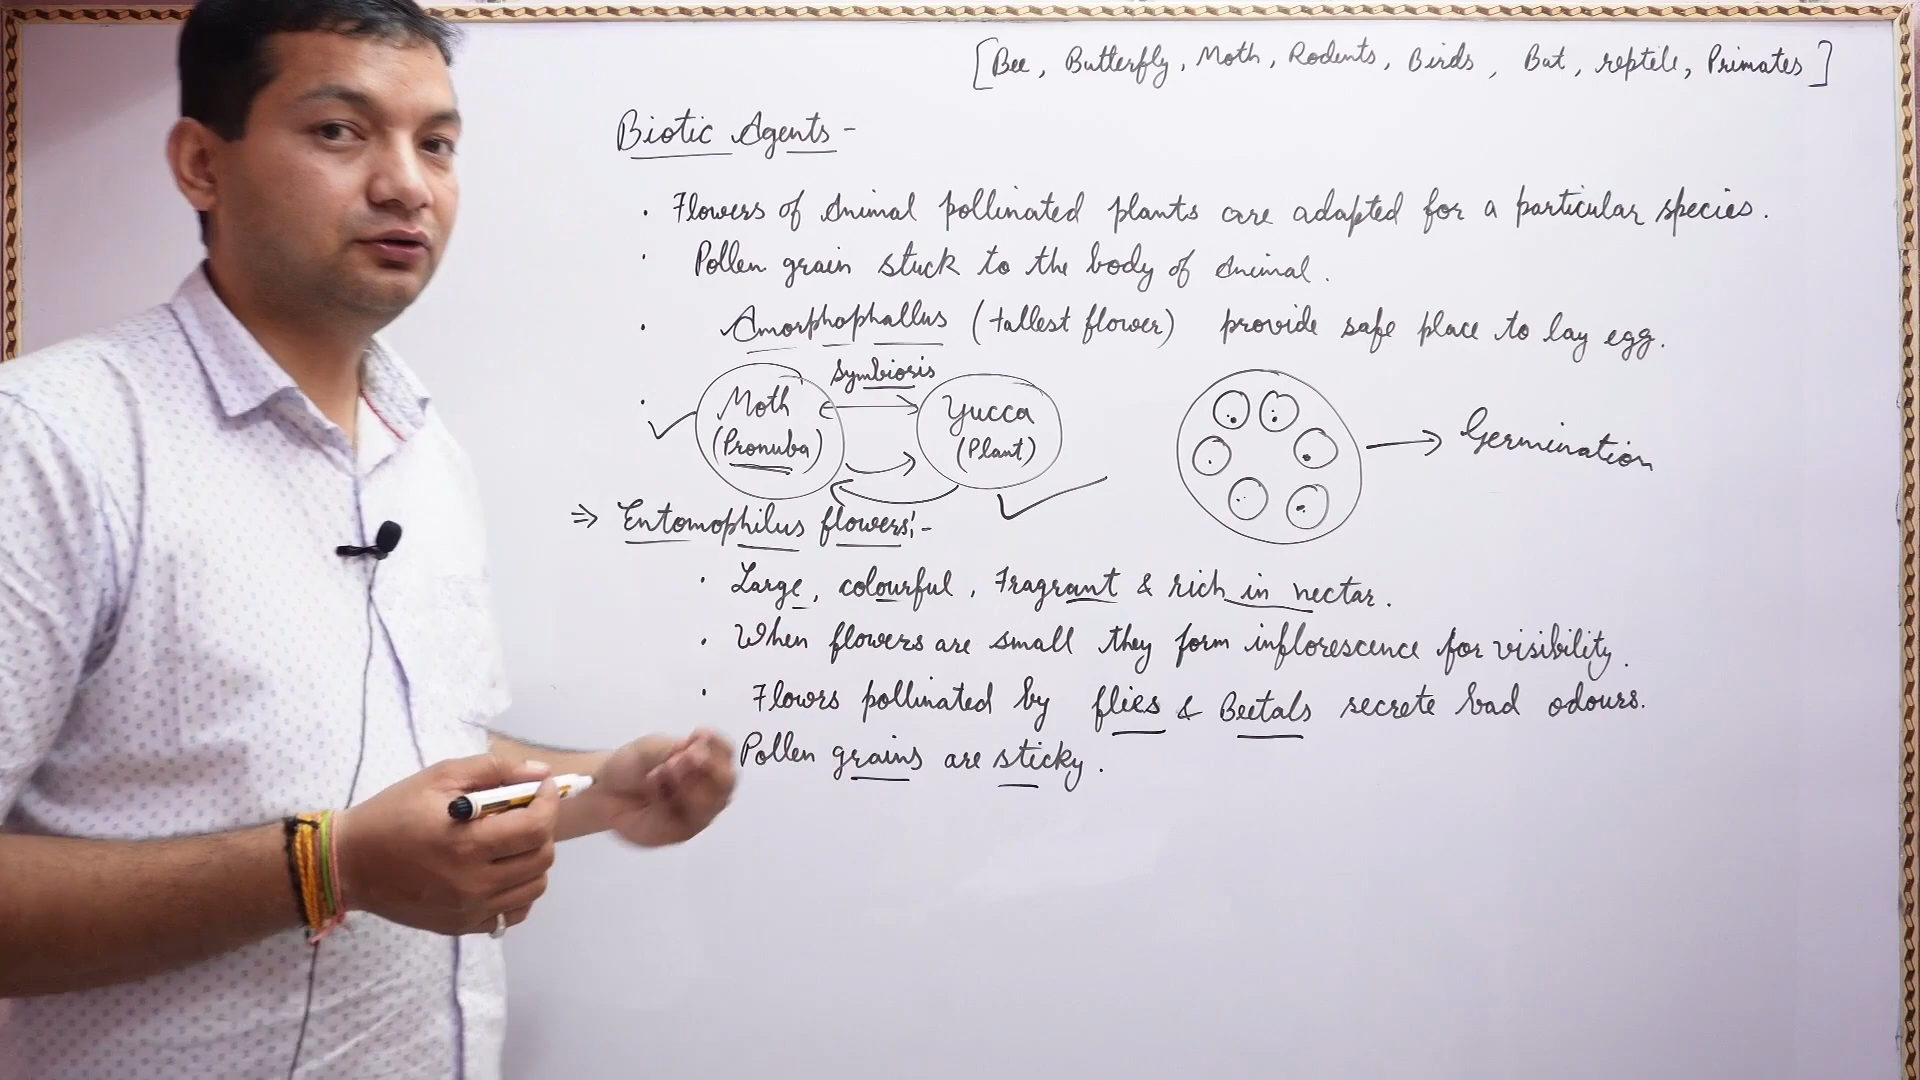 [Bee, Butterfly, Moth, Rodents, Birds, Bat, reptile, Primates]
Biotic Agents -
· Flowers of Animal pollinated plants are adapted for a particular species.
· Pollen grain stuck to the body of Animal.
· Amorphophallus (tallest flower) provide safe place to lay egg.
Symbiosis
· Moth (Pronuba)
Yucca (Plant)
Germination
⇒ Entomophilus flowers:-
· Large, colourful, Fragrant & rich in nectar.
· When flowers are small they form inflorescence for visibility.
· Flowrs pollinated by flies & Beetals secrete bad odours.
Pollen grains are sticky.